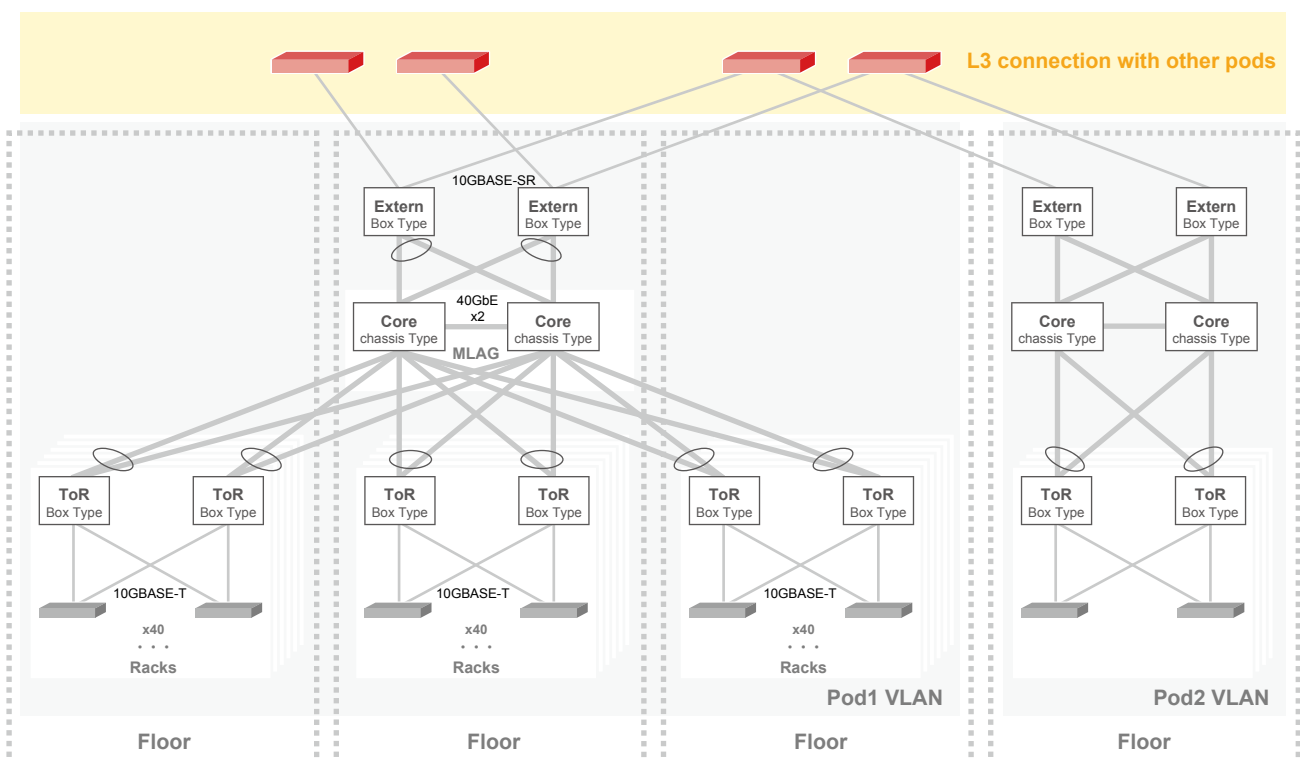 L3 connection with other pods
10GBASE-SR
Extern
Box Type
Extern
Box Type
Extern
Box Type
Extern
Box Type
40GbE
x2
Core
chassis Type
Core
chassis Type
Core
chassis Type
Core
chassis Type
MLAG
ToR
Box Type
ToR
Box Type
ToR
Box Type
ToR
Box Type
ToR
Box Type
ToR
Box Type
ToR
Box Type
ToR
Box Type
10GBASE-T
10GBASE-T
10GBASE-T
x40
. . .
Racks
x40
. . .
Racks
x40
. . .
Racks
Pod1 VLAN
Pod2 VLAN
Floor
Floor
Floor
Floor